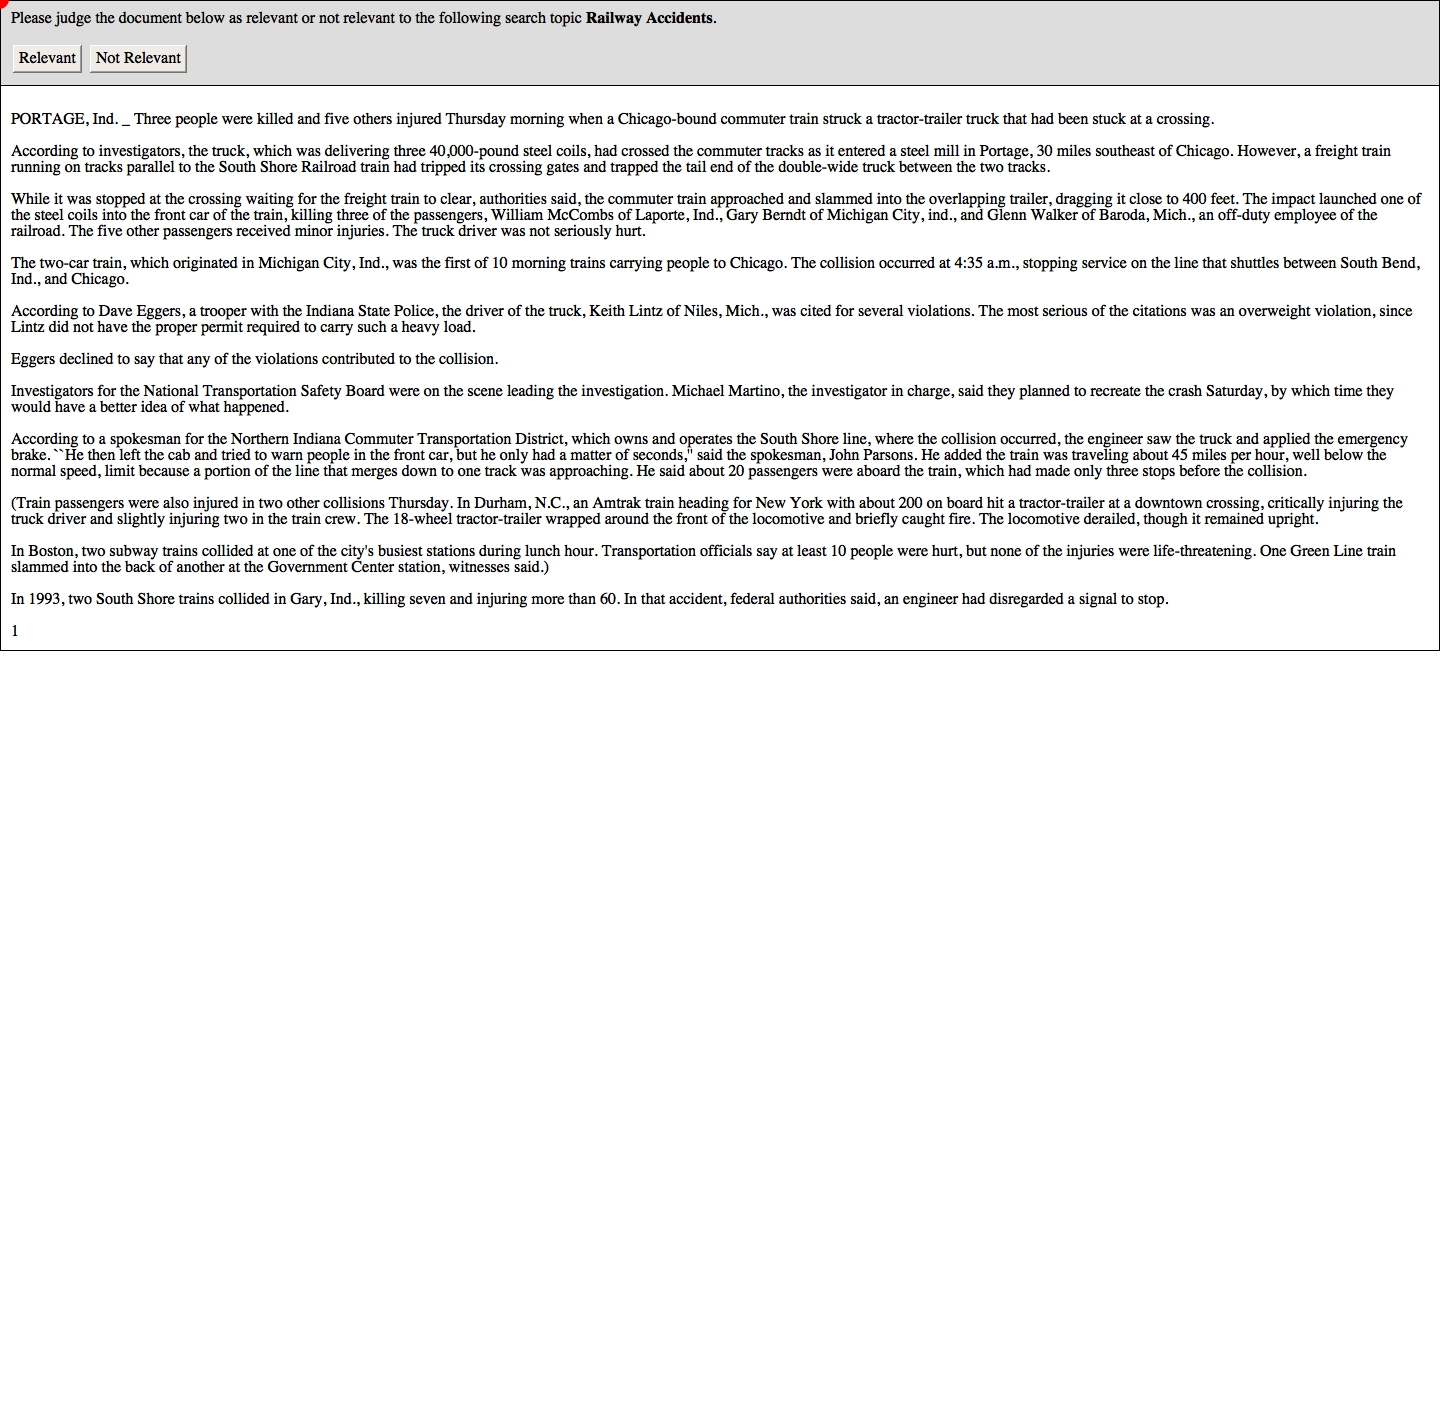 Please judge the document below as relevant or not relevant to the following search topic Railway Accidents.
Relevant Not Relevant
PORTAGE, Ind. _ Three people were killed and five others injured Thursday morning when a Chicago-bound commuter train struck a tractor-trailer truck that had been stuck at a crossing.
According to investigators, the truck, which was delivering three 40,000-pound steel coils, had crossed the commuter tracks as it entered a steel mill in Portage, 30 miles southeast of Chicago. However, a freight train
running on tracks parallel to the South Shore Railroad train had tripped its crossing gates and trapped the tail end of the double-wide truck between the two tracks.
While it was stopped at the crossing waiting for the freight train to clear, authorities said, the commuter train approached and slammed into the overlapping trailer, dragging it close to 400 feet. The impact launched one of
the steel coils into the front car of the train, killing three of the passengers, William McCombs of Laporte, Ind., Gary Berndt of Michigan City, ind., and Glenn Walker of Baroda, Mich., an off-duty employee of the
railroad. The five other passengers received minor injuries. The truck driver was not seriously hurt.
The two-car train, which originated in Michigan City, Ind., was the first of 10 morning trains carrying people to Chicago. The collision occurred at 4:35 a.m., stopping service on the line that shuttles between South Bend,
Ind., and Chicago.
According to Dave Eggers, a trooper with the Indiana State Police, the driver of the truck, Keith Lintz of Niles, Mich., was cited for several violations. The most serious of the citations was an overweight violation, since
Lintz did not have the proper permit required to carry such a heavy load.
Eggers declined to say that any of the violations contributed to the collision.
Investigators for the National Transportation Safety Board were on the scene leading the investigation. Michael Martino, the investigator in charge, said they planned to recreate the crash Saturday, by which time they
would have a better idea of what happened.
According to a spokesman for the Northern Indiana Commuter Transportation District, which owns and operates the South Shore line, where the collision occurred, the engineer saw the truck and applied the emergency
brake. ``He then left the cab and tried to warn people in the front car, but he only had a matter of seconds,'' said the spokesman, John Parsons. He added the train was traveling about 45 miles per hour, well below the
normal speed, limit because a portion of the line that merges down to one track was approaching. He said about 20 passengers were aboard the train, which had made only three stops before the collision.
(Train passengers were also injured in two other collisions Thursday. In Durham, N.C., an Amtrak train heading for New York with about 200 on board hit a tractor-trailer at a downtown crossing, critically injuring the
truck driver and slightly injuring two in the train crew. The 18-wheel tractor-trailer wrapped around the front of the locomotive and briefly caught fire. The locomotive derailed, though it remained upright.
In Boston, two subway trains collided at one of the city's busiest stations during lunch hour. Transportation officials say at least 10 people were hurt, but none of the injuries were life-threatening. One Green Line train
slammed into the back of another at the Government Center station, witnesses said.)
In 1993, two South Shore trains collided in Gary, Ind., killing seven and injuring more than 60. In that accident, federal authorities said, an engineer had disregarded a signal to stop.
1